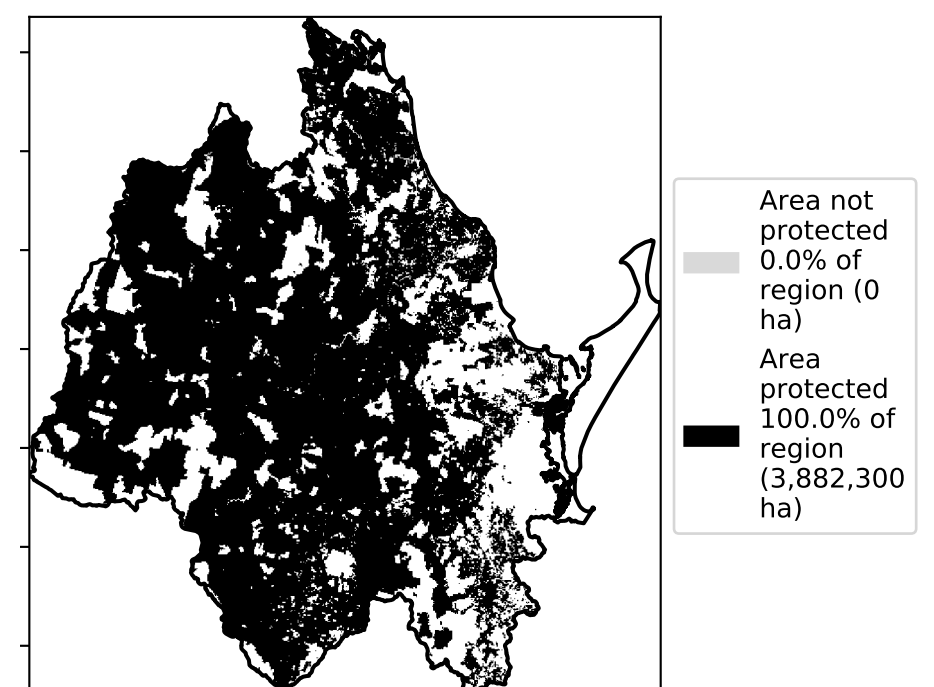 Area not
protected
0.0% of
region (0
ha)
Area
protected
100.0% of
region
(3,882,300
ha)